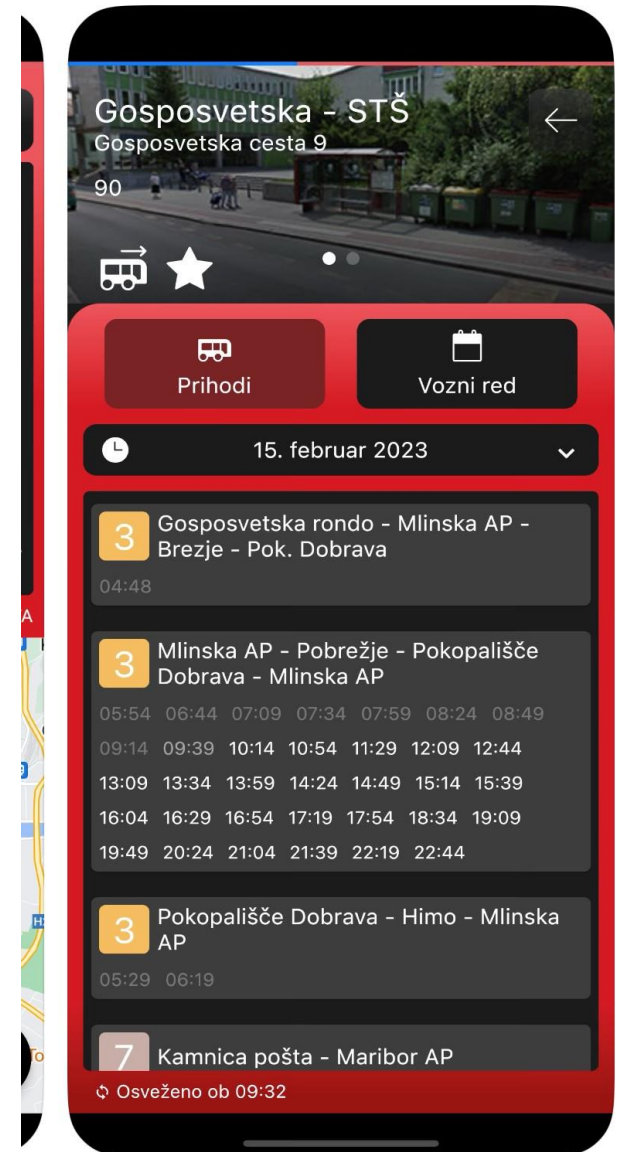 Gosposvetska - STŠ
Gosposvetska cesta 9
90
Prihodi
Vozni red
15. februar 2023
3
Gosposvetska rondo - Mlinska AP -
Brezje - Pok. Dobrava
04:48
3
Mlinska AP - Pobrežje - Pokopališče
Dobrava - Mlinska AP
05:54 06:44 07:09 07:34 07:59 08:24 08:49
09:14 09:39 10:14 10:54 11:29 12:09 12:44
13:09 13:34 13:59 14:24 14:49 15:14 15:39
16:04 16:29 16:54 17:19 17:54 18:34 19:09
19:49 20:24 21:04 21:39 22:19 22:44
3
Pokopališče Dobrava - Himo - Mlinska
AP
05:29 06:19
7
Kamnica pošta - Maribor AP
Osveženo ob 09:32